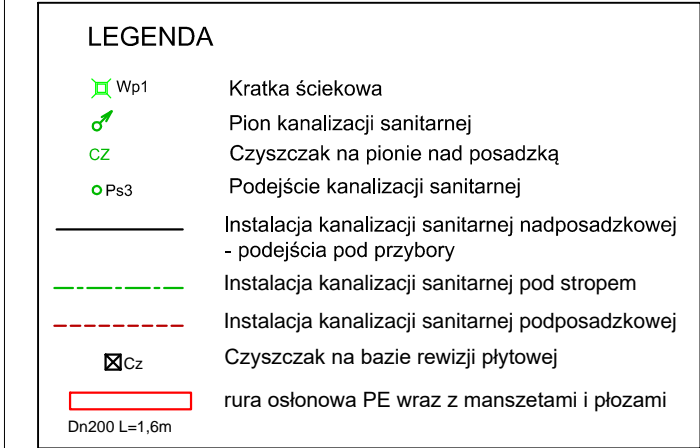 LEGENDA
Wp1 Kratka ściekowa
Pion kanalizacji sanitarnej
CZ Czyszczak na pionie nad posadzką
Ps3 Podejście kanalizacji sanitarnej
Instalacja kanalizacji sanitarnej nadposadzkowej
- podejścia pod przybory
Instalacja kanalizacji sanitarnej pod stropem
Instalacja kanalizacji sanitarnej podposadzkowej
Cz Czyszczak na bazie rewizji płytowej
rura osłonowa PE wraz z manszetami i płozami
Dn200 L=1,6m